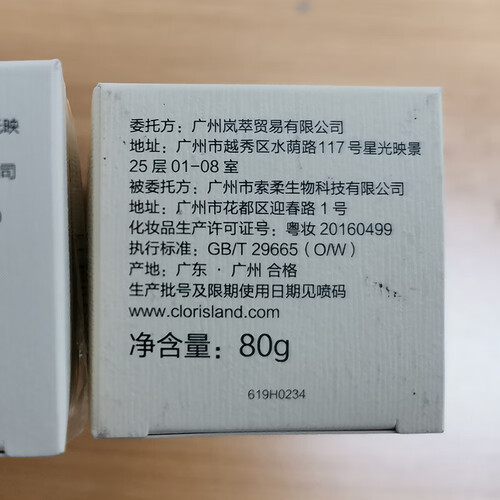 委托方：广州岚萃贸易有限公司
地址：广州市越秀区水荫路117号星光映景
25层01-08室
被委托方：广州市索柔生物科技有限公司
地址：广州市花都区迎春路1号
化妆品生产许可证号：粤妆20160499
执行标准：GB/T 29665（O/W）
产地：广东·广州 合格
生产批号及限期使用日期见喷码
www.clorisland.com
净含量：80g
619H0234
映
司